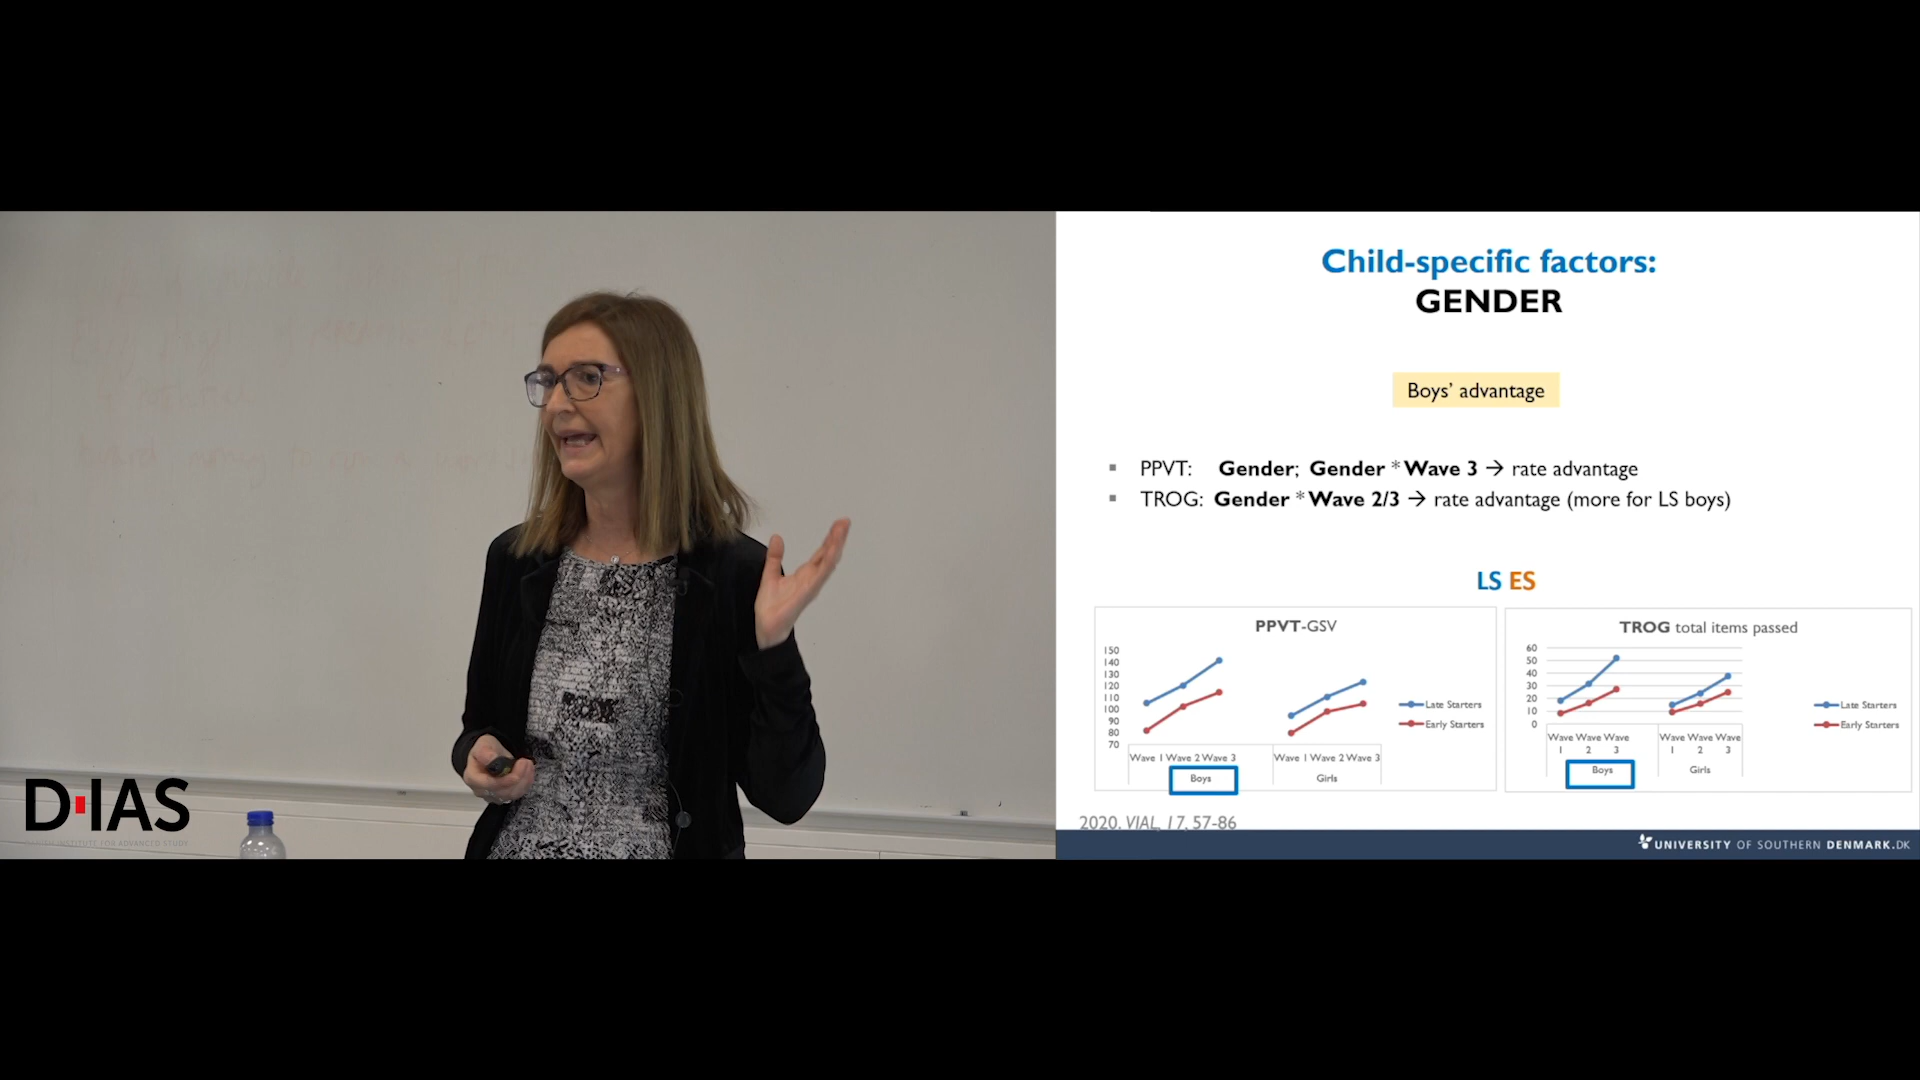 Child-specific factors:
GENDER
Boys’ advantage
▪ PPVT: Gender; Gender * Wave 3 → rate advantage
▪ TROG: Gender * Wave 2/3 → rate advantage (more for LS boys)
LS ES
PPVT-GSV
150
140
130
120
110
100
90
80
70
Wave 1 Wave 2 Wave 3
Wave 1 Wave 2 Wave 3
Boys
Girls
Late Starters
Early Starters
TROG total items passed
60
50
40
30
20
10
0
Wave Wave Wave
1 2 3
Wave Wave Wave
1 2 3
Boys
Girls
Late Starters
Early Starters
2020, VIAL, 17, 57-86
UNIVERSITY OF SOUTHERN DENMARK.DK
D·IAS
DANISH INSTITUTE FOR ADVANCED STUDY